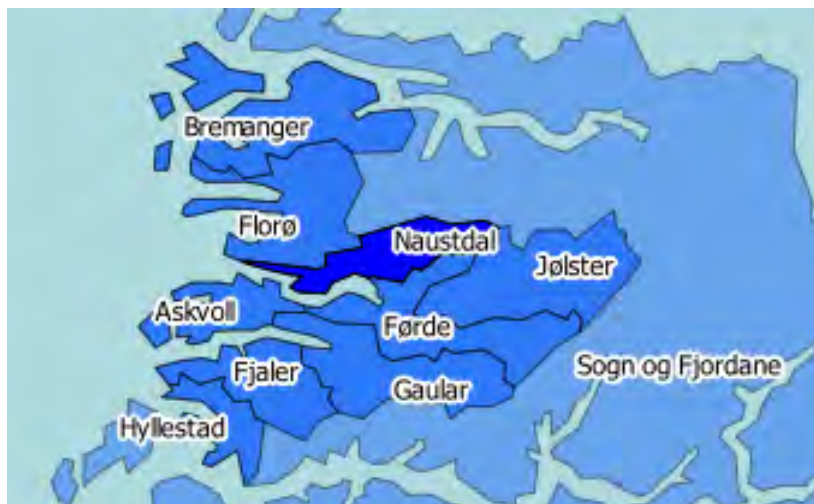 Bremanger
Florø
Naustdal
Jølster
Askvoll
Førde
Fjaler
Gaular
Sogn og Fjordane
Hyllestad